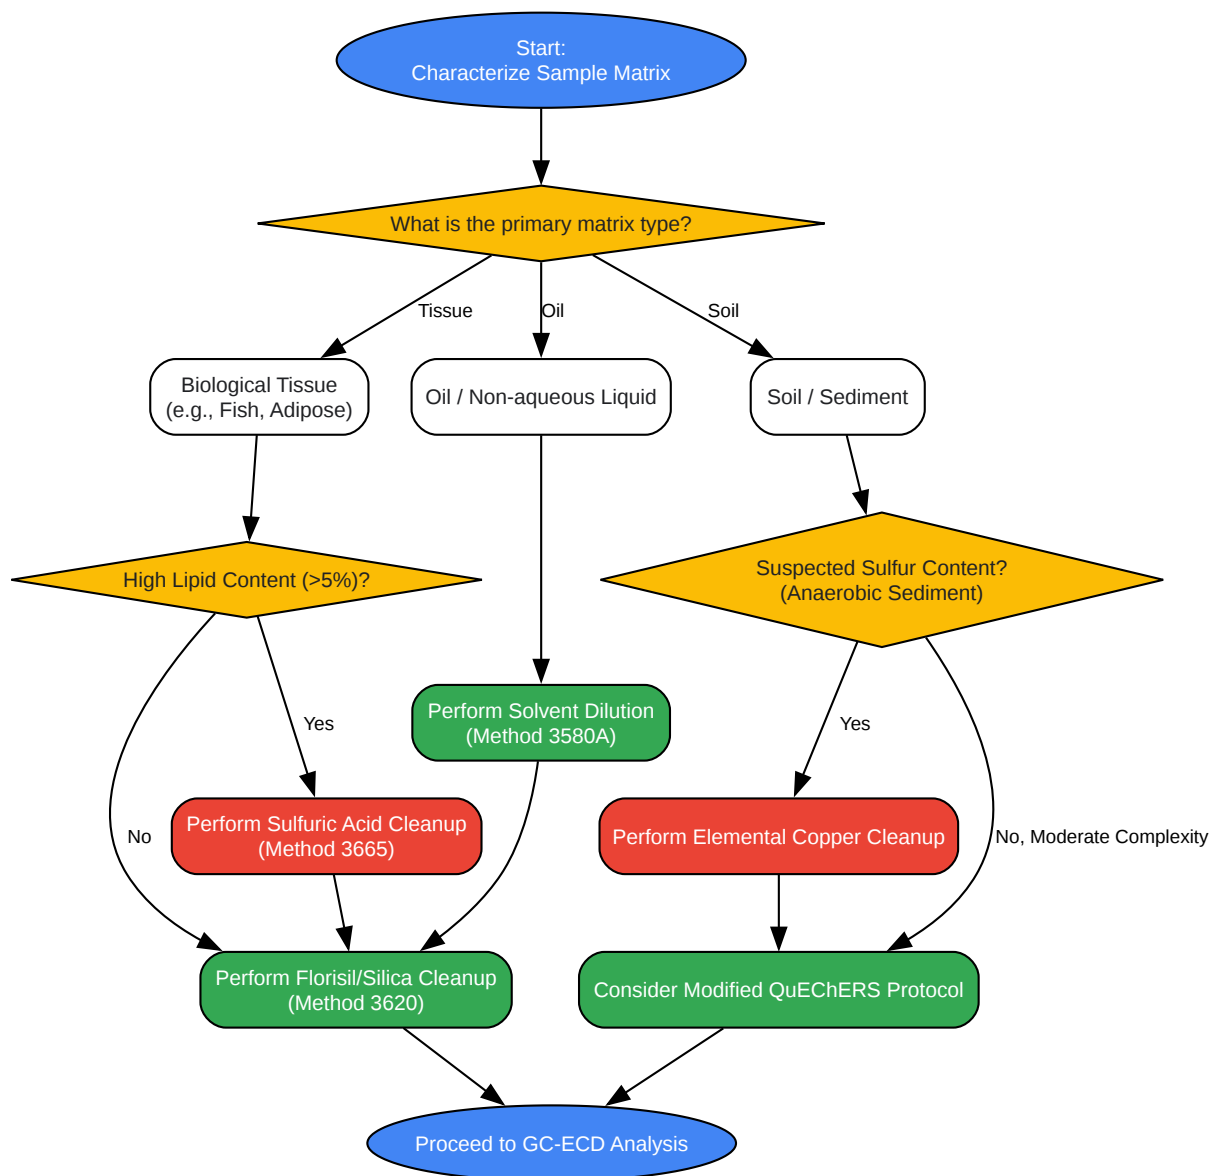 Start:
Characterize Sample Matrix
What is the primary matrix type?
Tissue
Oil
Soil
Biological Tissue
(e.g., Fish, Adipose)
Oil / Non-aqueous Liquid
Soil / Sediment
High Lipid Content (>5%)?
Suspected Sulfur Content?
(Anaerobic Sediment)
Perform Solvent Dilution
(Method 3580A)
Yes
Yes
Perform Sulfuric Acid Cleanup
(Method 3665)
Perform Elemental Copper Cleanup
No
No, Moderate Complexity
Perform Florisil/Silica Cleanup
(Method 3620)
Consider Modified QuEChERS Protocol
Proceed to GC-ECD Analysis